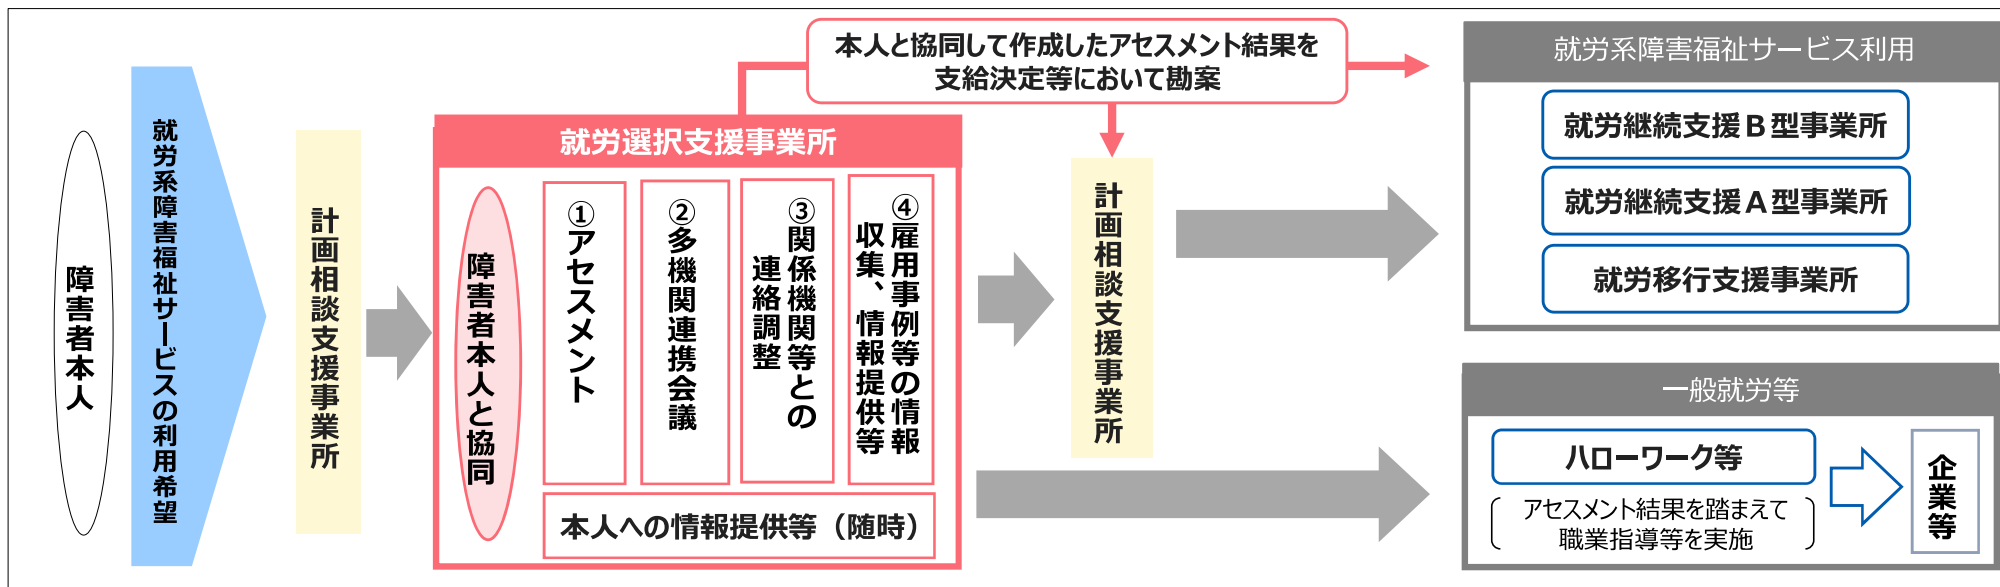 障害者本人
就労系障害福祉サービスの利用希望
計画相談支援事業所
就労選択支援事業所
障害者本人と協同
①アセスメント
②多機関連携会議
③関係機関等との
連絡調整
④雇用事例等の情報
収集、情報提供等
本人への情報提供等（随時）
本人と協同して作成したアセスメント結果を
支給決定等において勘案
計画相談支援事業所
就労系障害福祉サービス利用
就労継続支援Ｂ型事業所
就労継続支援Ａ型事業所
就労移行支援事業所
一般就労等
ハローワーク等
アセスメント結果を踏まえて
職業指導等を実施
企業等